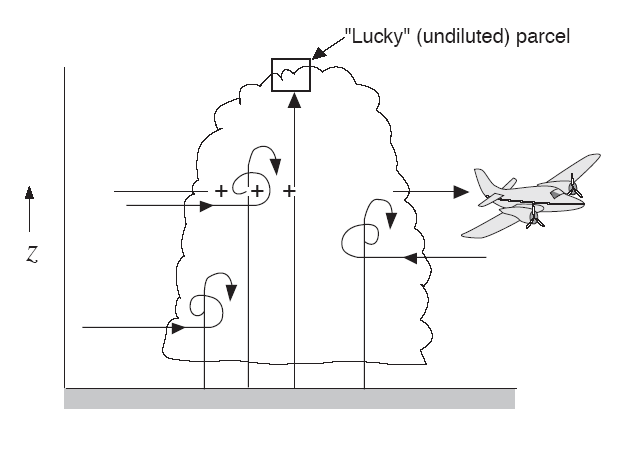 "Lucky" (undiluted) parcel
+ + +
z